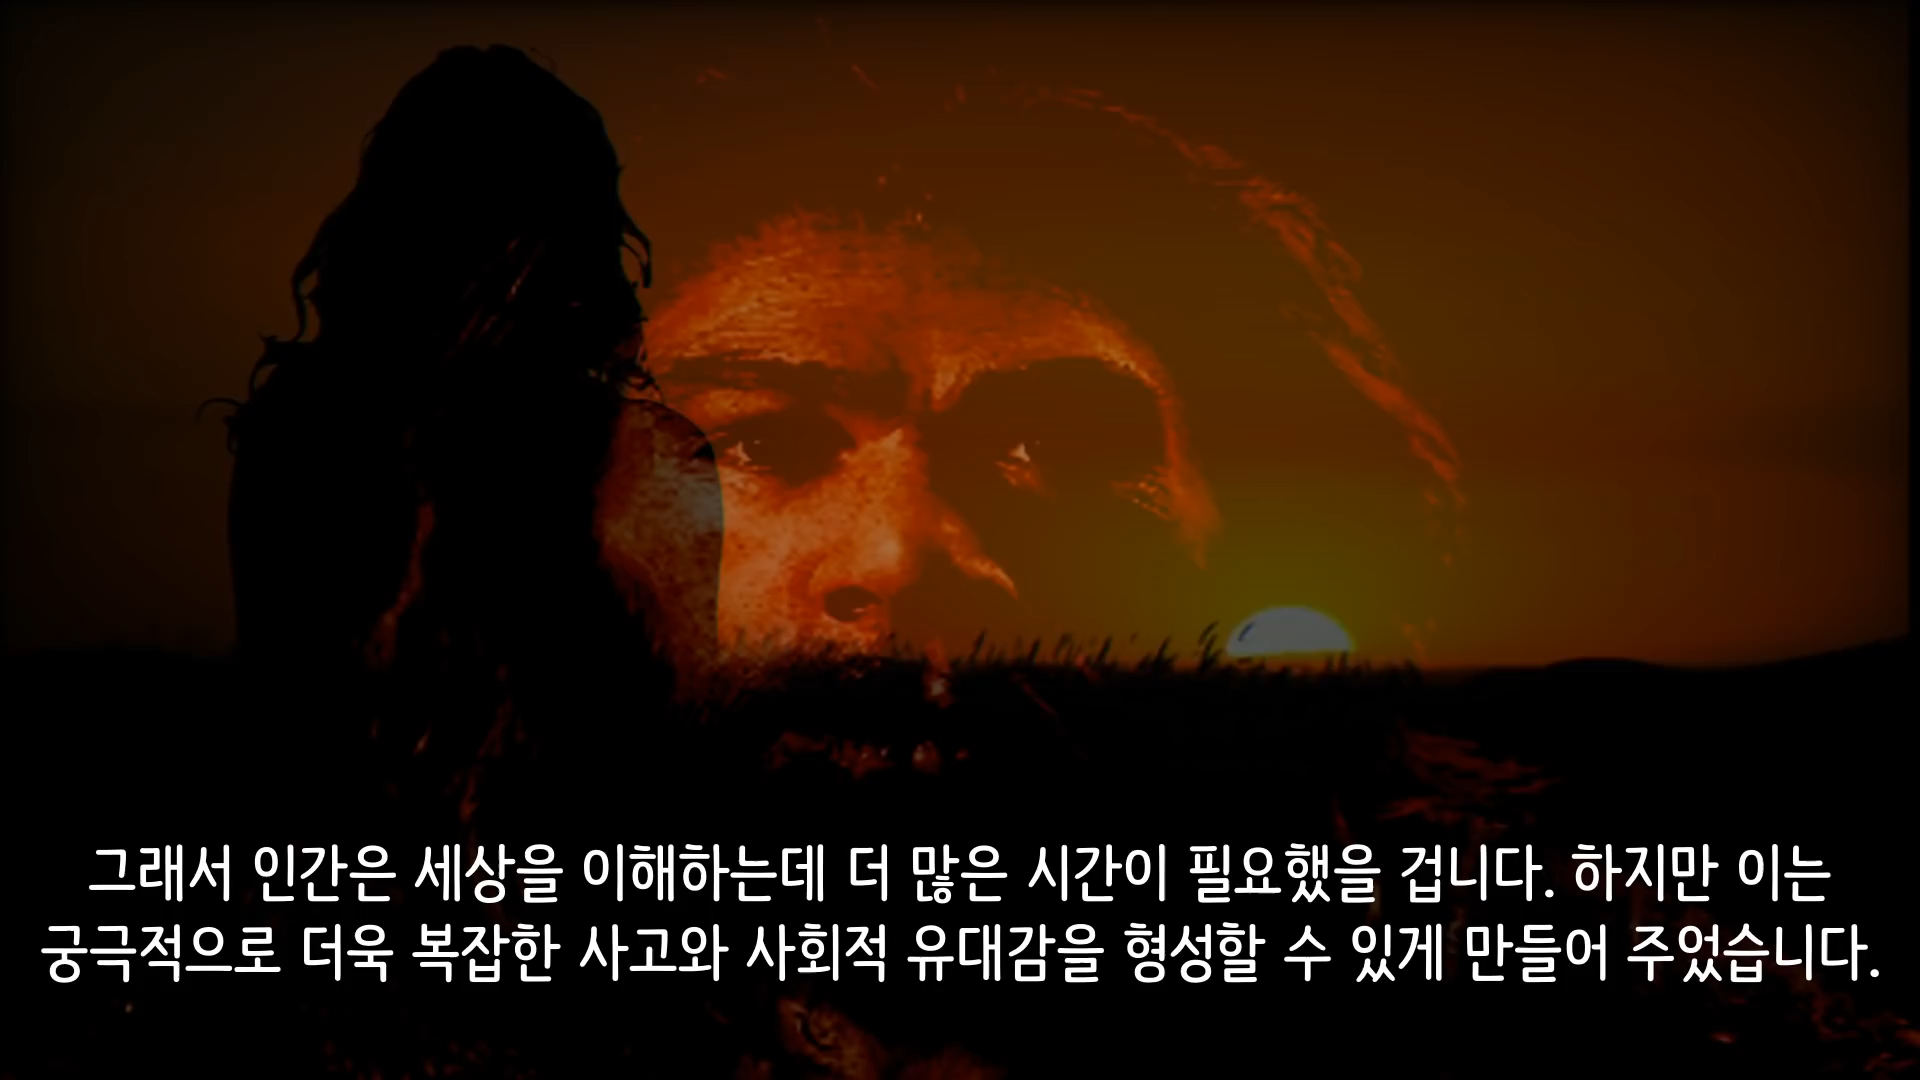 그래서 인간은 세상을 이해하는데 더 많은 시간이 필요했을 겁니다. 하지만 이는
궁극적으로 더욱 복잡한 사고와 사회적 유대감을 형성할 수 있게 만들어 주었습니다.